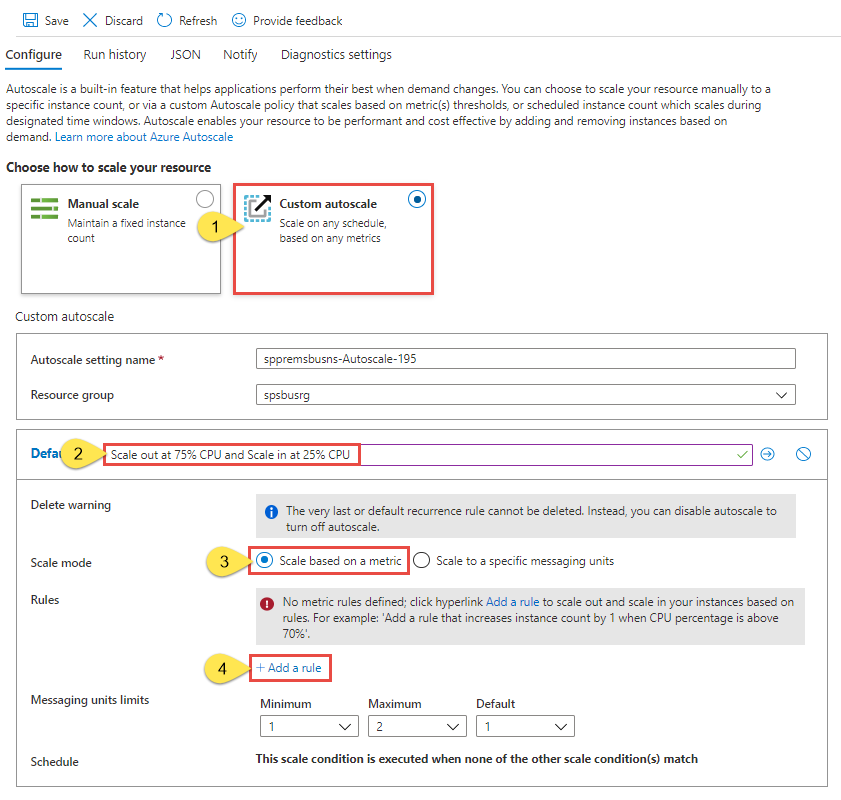 Save Discard Refresh Provide feedback
Configure Run history JSON Notify Diagnostics settings
Autoscale is a built-in feature that helps applications perform their best when demand changes. You can choose to scale your resource manually to a
specific instance count, or via a custom Autoscale policy that scales based on metric(s) thresholds, or scheduled instance count which scales during
designated time windows. Autoscale enables your resource to be performant and cost effective by adding and removing instances based on
demand. Learn more about Azure Autoscale
Choose how to scale your resource
Manual scale
Maintain a fixed instance
count
1
Custom autoscale
Scale on any schedule,
based on any metrics
Custom autoscale
Autoscale setting name *
sppremsbusns-Autoscale-195
Resource group
spsbusrg
Defau
2
Scale out at 75% CPU and Scale in at 25% CPU
Delete warning
The very last or default recurrence rule cannot be deleted. Instead, you can disable autoscale to
turn off autoscale.
Scale mode
3
Scale based on a metric
Scale to a specific messaging units
Rules
No metric rules defined; click hyperlink Add a rule to scale out and scale in your instances based on
rules. For example: 'Add a rule that increases instance count by 1 when CPU percentage is above
70%'.
4
+ Add a rule
Messaging units limits
Minimum Maximum Default
1 2 1
Schedule
This scale condition is executed when none of the other scale condition(s) match